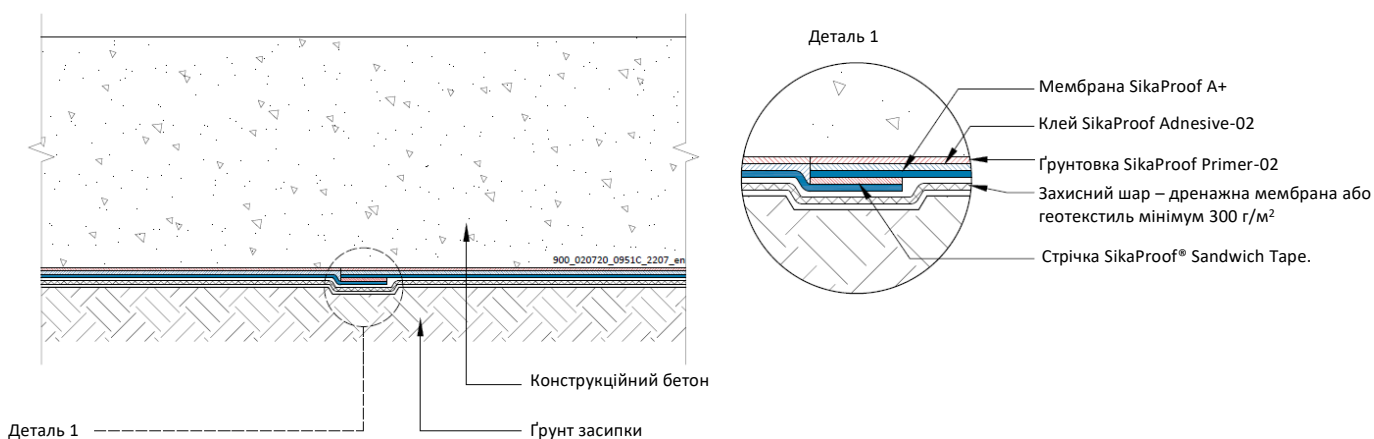 Деталь 1
Мембрана SikaProof A+
Клей SikaProof Adnesive-02
Ґрунтовка SikaProof Primer-02
Захисний шар – дренажна мембрана або
геотекстиль мінімум 300 г/м²
Стрічка SikaProof® Sandwich Tape.
900_020720_0951C_2207_en
Конструкційний бетон
Деталь 1
Ґрунт засипки